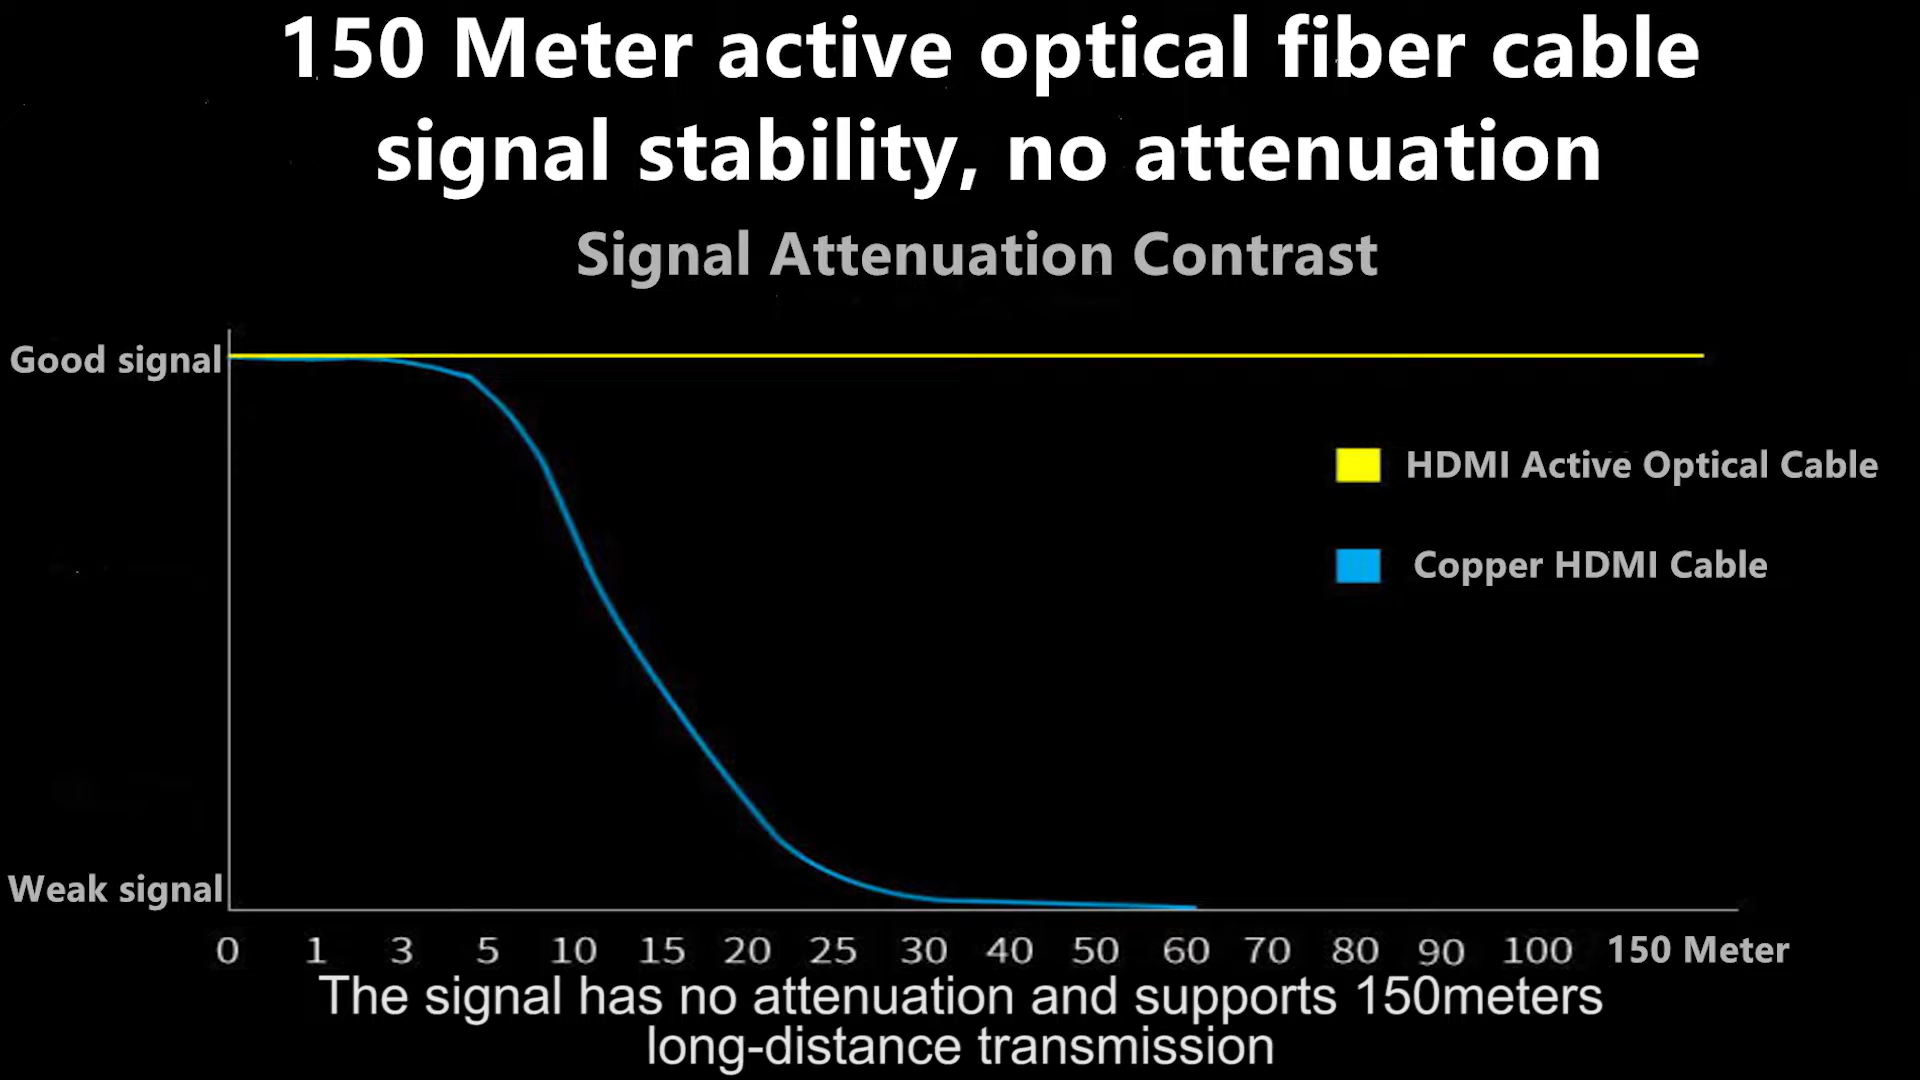 150 Meter active optical fiber cable
signal stability, no attenuation
Signal Attenuation Contrast
Good signal
HDMI Active Optical Cable
Copper HDMI Cable
Weak signal
0 1 3 5 10 15 20 25 30 40 50 60 70 80 90 100 150 Meter
The signal has no attenuation and supports 150meters
long-distance transmission